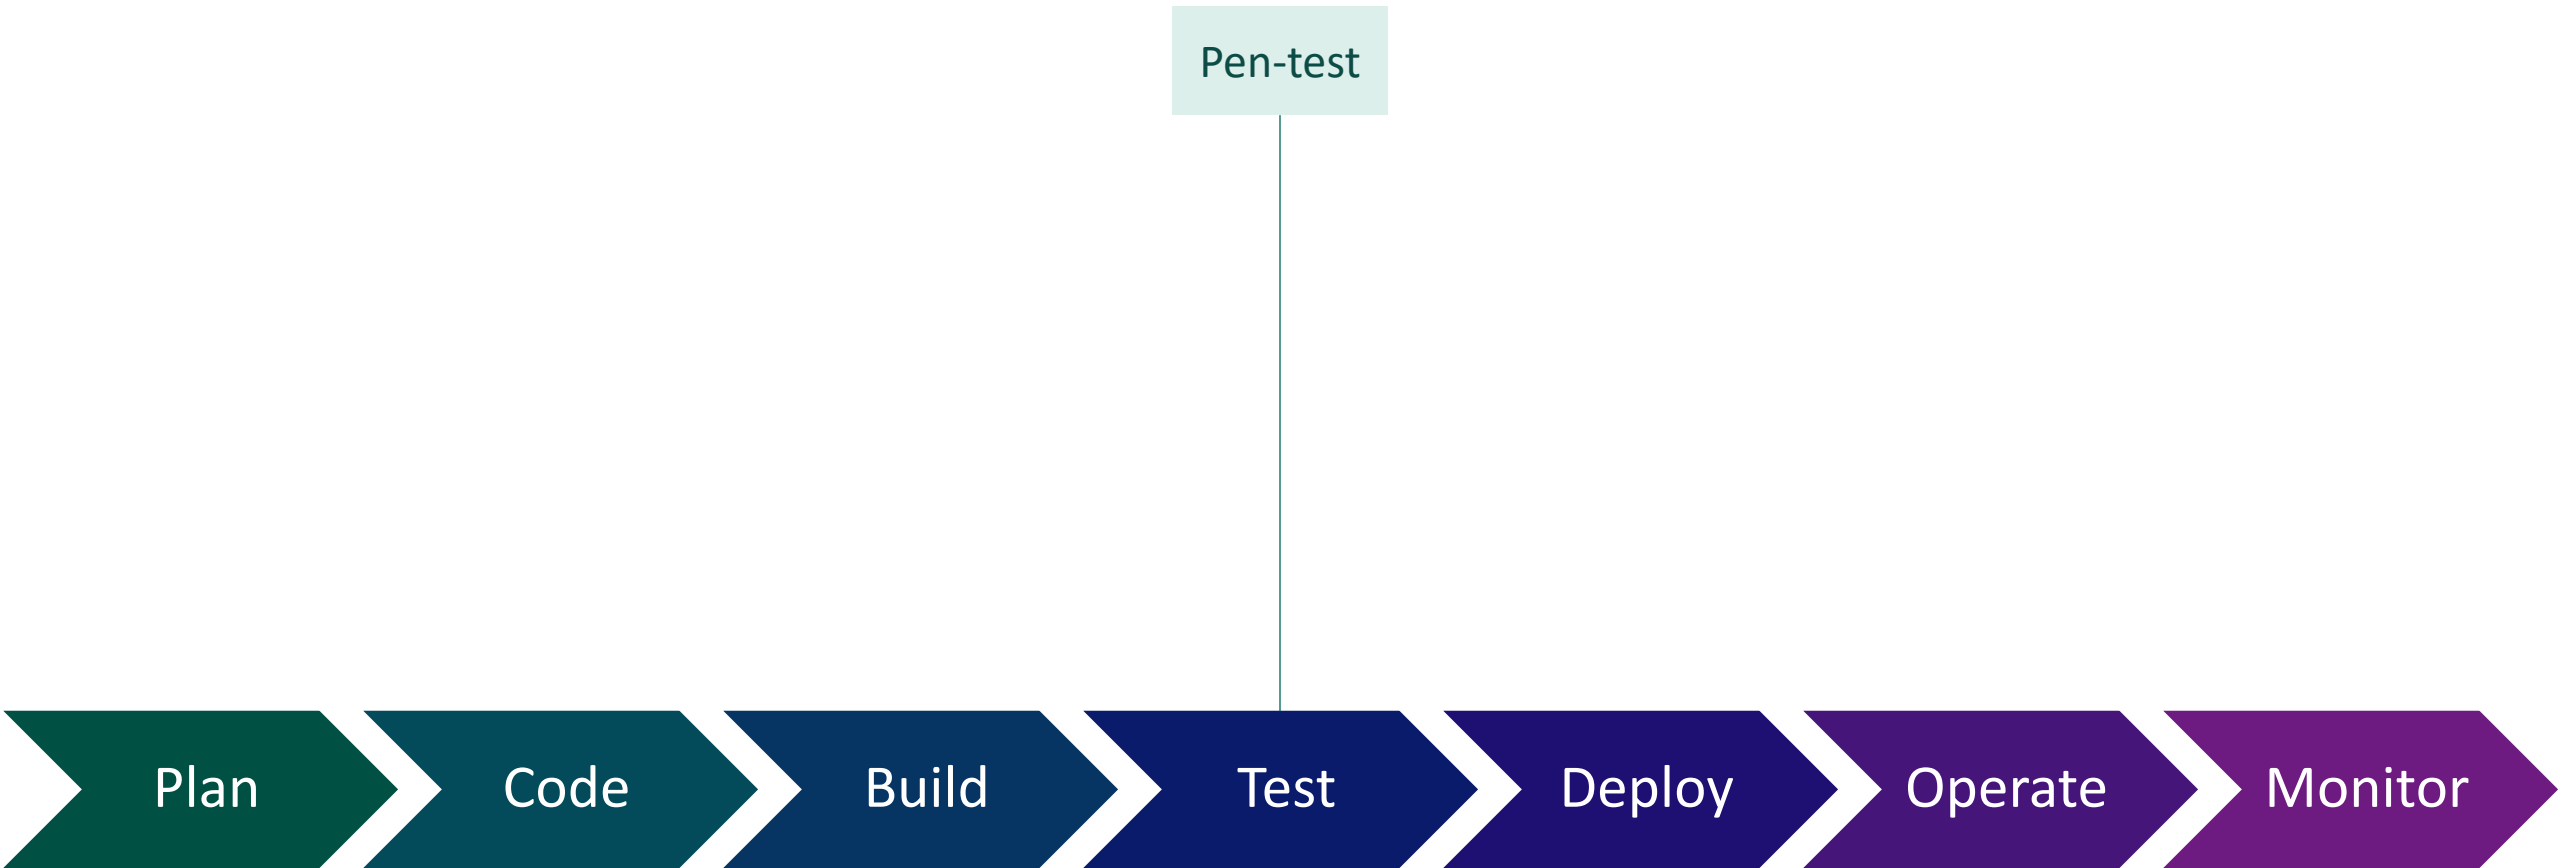 Pen-test
Plan
Code
Build
Test
Deploy
Operate
Monitor